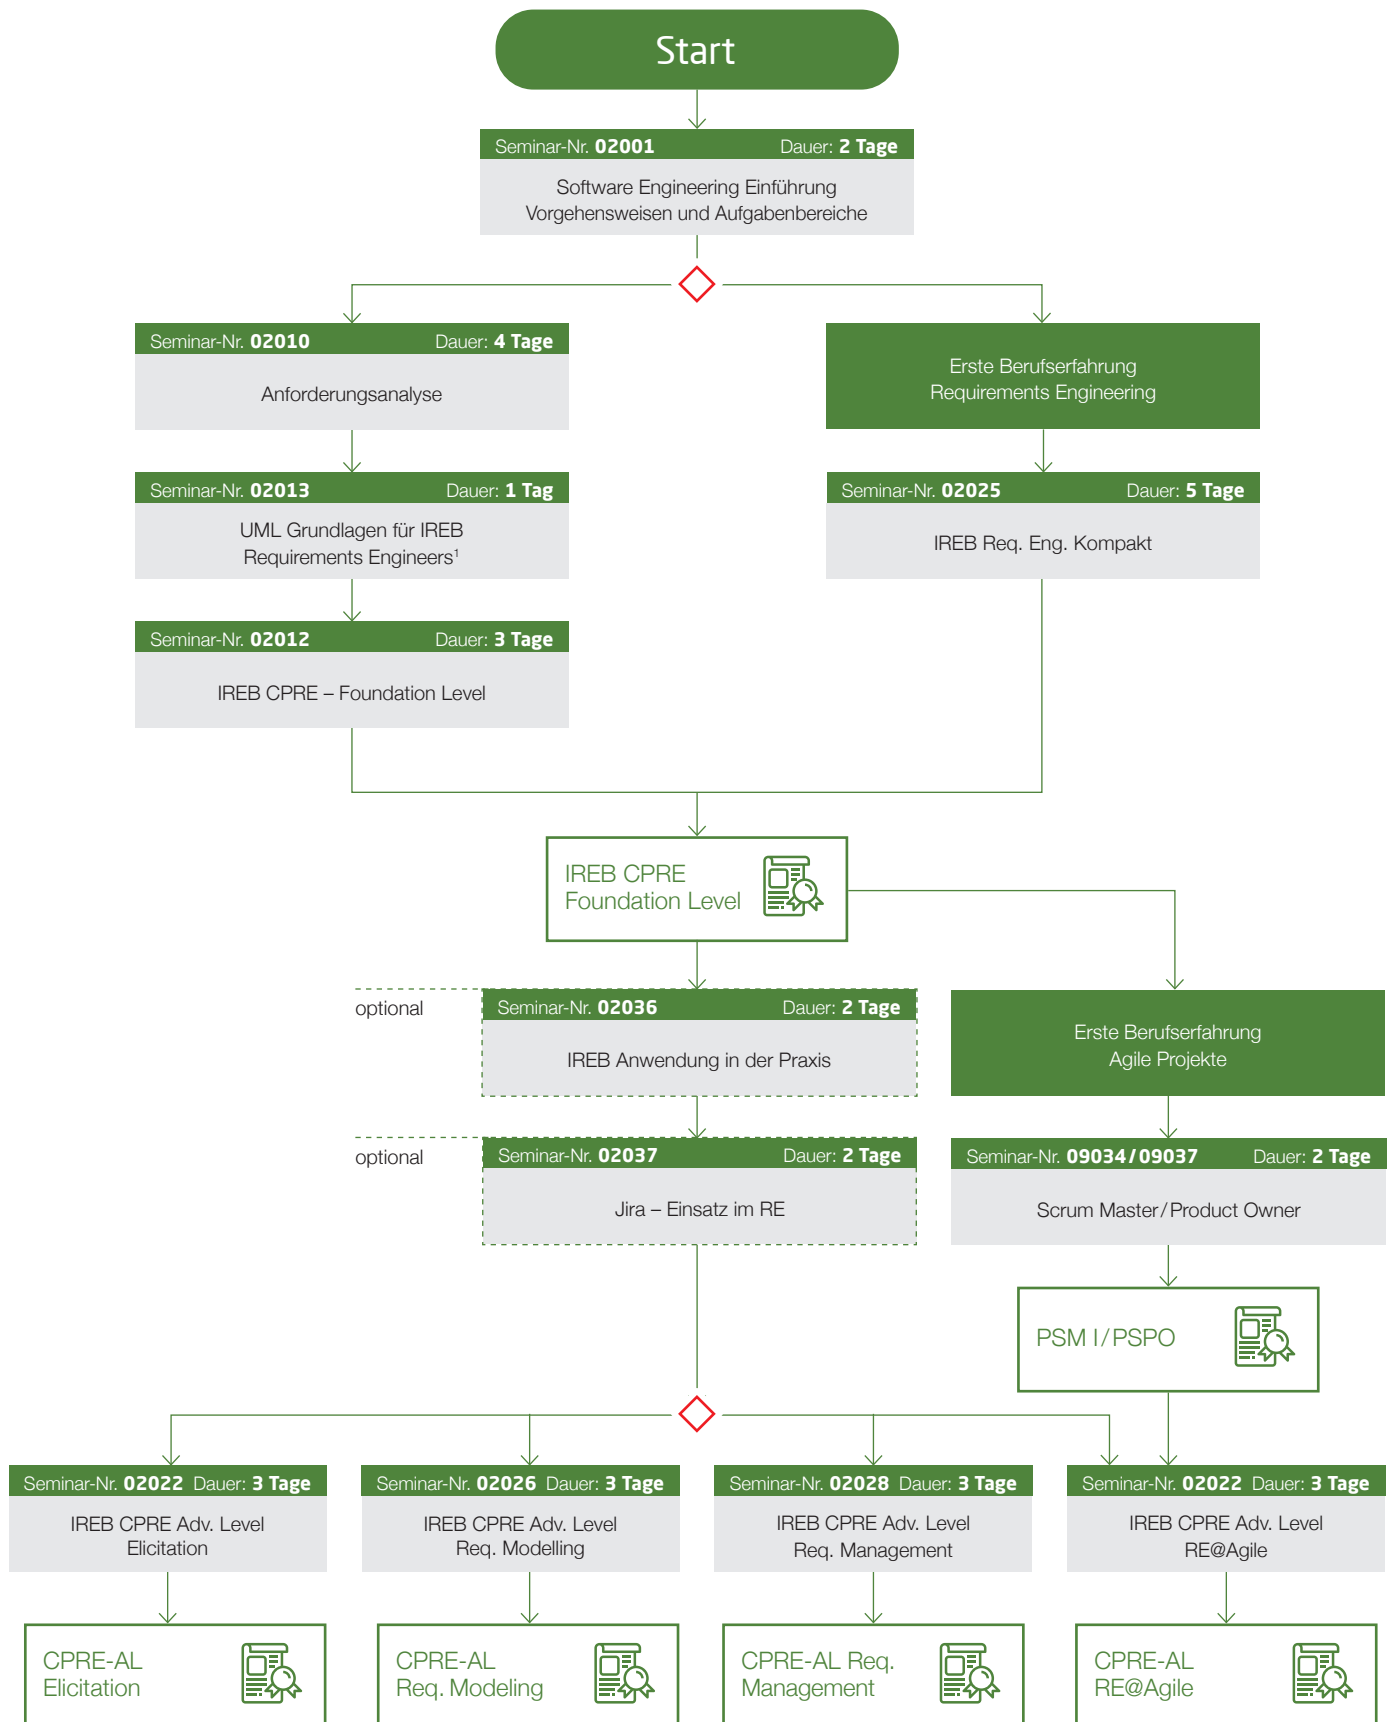 Start
Seminar-Nr. 02001 Dauer: 2 Tage
Software Engineering Einführung
Vorgehensweisen und Aufgabenbereiche
Seminar-Nr. 02010 Dauer: 4 Tage
Anforderungsanalyse
Erste Berufserfahrung
Requirements Engineering
Seminar-Nr. 02013 Dauer: 1 Tag
UML Grundlagen für IREB
Requirements Engineers¹
Seminar-Nr. 02025 Dauer: 5 Tage
IREB Req. Eng. Kompakt
Seminar-Nr. 02012 Dauer: 3 Tage
IREB CPRE – Foundation Level
IREB CPRE
Foundation Level
optional
Seminar-Nr. 02036 Dauer: 2 Tage
IREB Anwendung in der Praxis
Erste Berufserfahrung
Agile Projekte
optional
Seminar-Nr. 02037 Dauer: 2 Tage
Jira – Einsatz im RE
Seminar-Nr. 09034/09037 Dauer: 2 Tage
Scrum Master/Product Owner
PSM I/PSPO
Seminar-Nr. 02022 Dauer: 3 Tage
IREB CPRE Adv. Level
Elicitation
Seminar-Nr. 02026 Dauer: 3 Tage
IREB CPRE Adv. Level
Req. Modelling
Seminar-Nr. 02028 Dauer: 3 Tage
IREB CPRE Adv. Level
Req. Management
Seminar-Nr. 02022 Dauer: 3 Tage
IREB CPRE Adv. Level
RE@Agile
CPRE-AL
Elicitation
CPRE-AL
Req. Modeling
CPRE-AL Req.
Management
CPRE-AL
RE@Agile